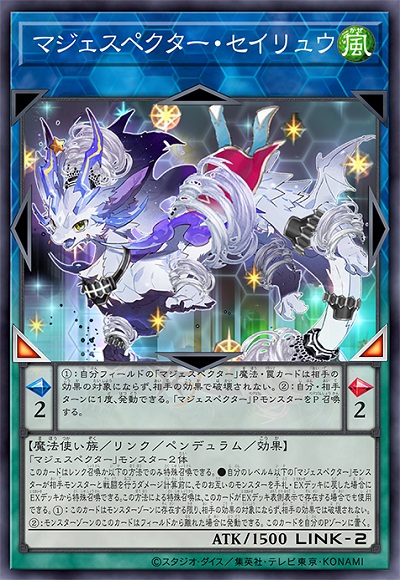 マジェスペクター・セイリュウ
風
①:自分フィールドの「マジェスペクター」魔法・罠カードは相手の
効果の対象にならず、相手の効果で破壊されない。②:自分・相手
ターンに1度、発動できる。「マジェスペクター」PモンスターをP召喚
する。
2
2
【魔法使い族/リンク/ペンデュラム/効果】
「マジェスペクター」モンスター2体
このカードはレンク召喚か以下の方法でのみ特殊召喚できる。●自分のレベル4以下の「マジェスペクター」モンス
ターが相手モンスターと戦闘を行うダメージ計算前に、そのお互いのモンスターを手札・EXデッキに戻した場合に
EXデッキから特殊召喚できる。この方法による特殊召喚は、このカードがEXデッキ表側表示で存在する場合でも使用
できる。①:このカードはモンスターゾーンに存在する限り、相手の効果の対象にならず、相手の効果では破壊されない。
②:モンスターゾーンのこのカードはフィールドから離れた場合に発動できる。このカードを自分のPゾーンに置く。
ATK/1500 LINK-2
©スタジオ・ダイス/集英社・テレビ東京・KONAMI